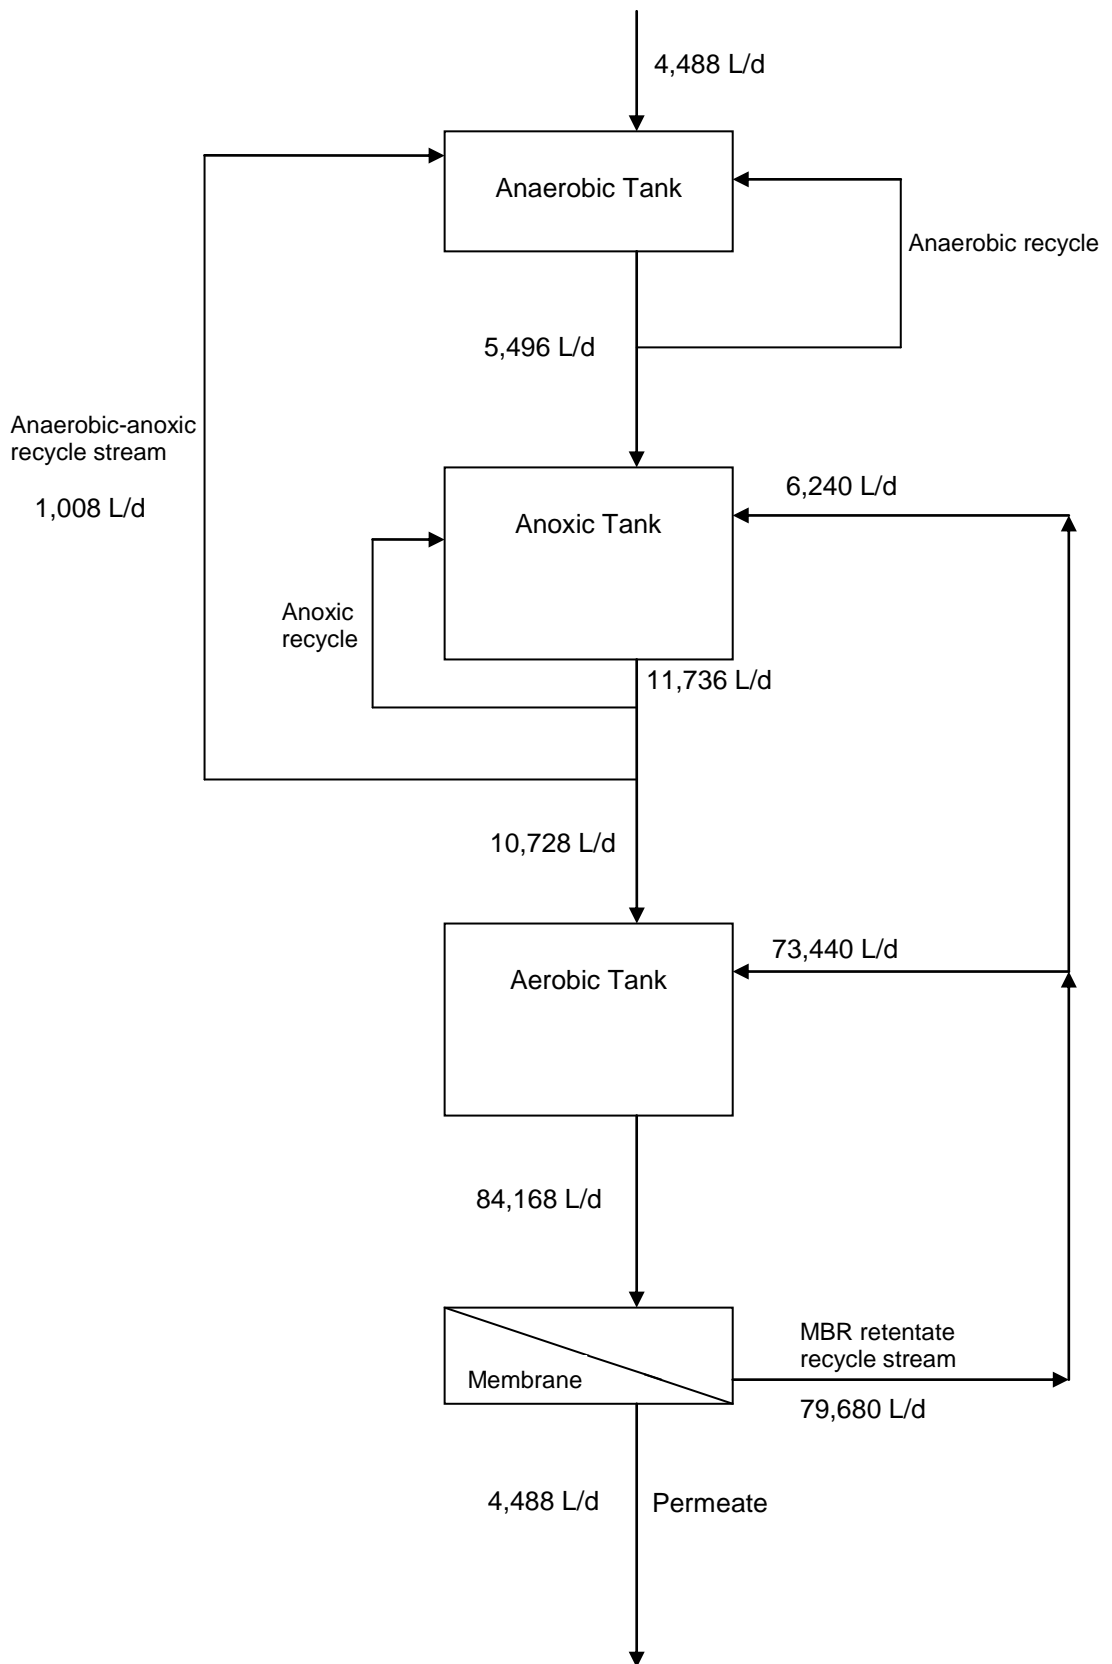 4,488 L/d
Anaerobic Tank
Anaerobic recycle
5,496 L/d
Anaerobic-anoxic
recycle stream
1,008 L/d
6,240 L/d
Anoxic Tank
Anoxic
recycle
11,736 L/d
10,728 L/d
73,440 L/d
Aerobic Tank
84,168 L/d
MBR retentate
recycle stream
Membrane
79,680 L/d
4,488 L/d
Permeate